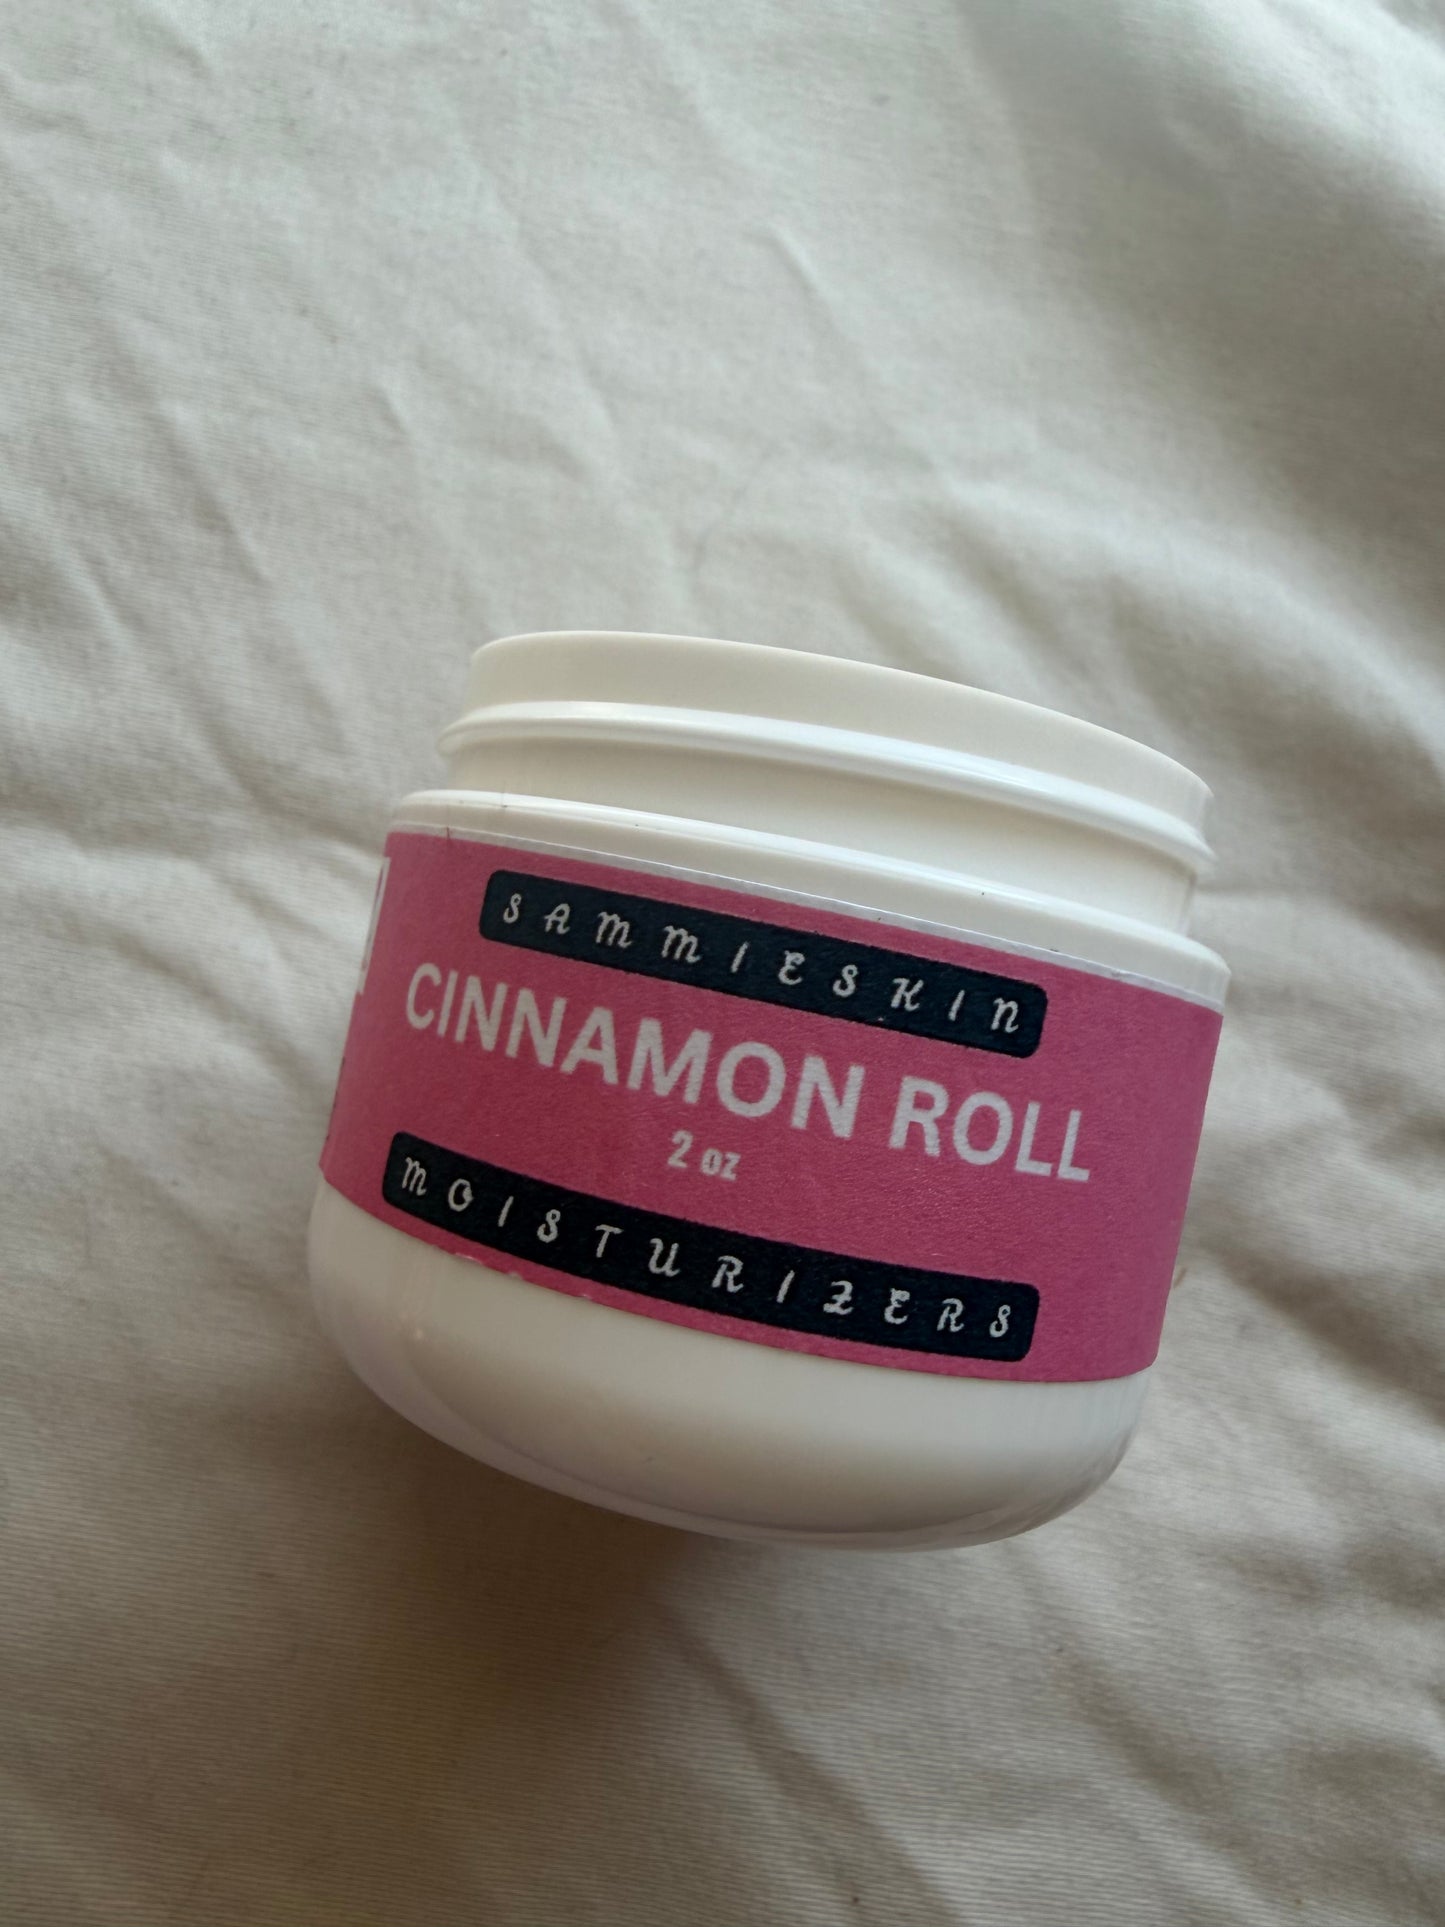 SAMMIESKIN
CINNAMON ROLL
2 oz
MOISTURIZERS